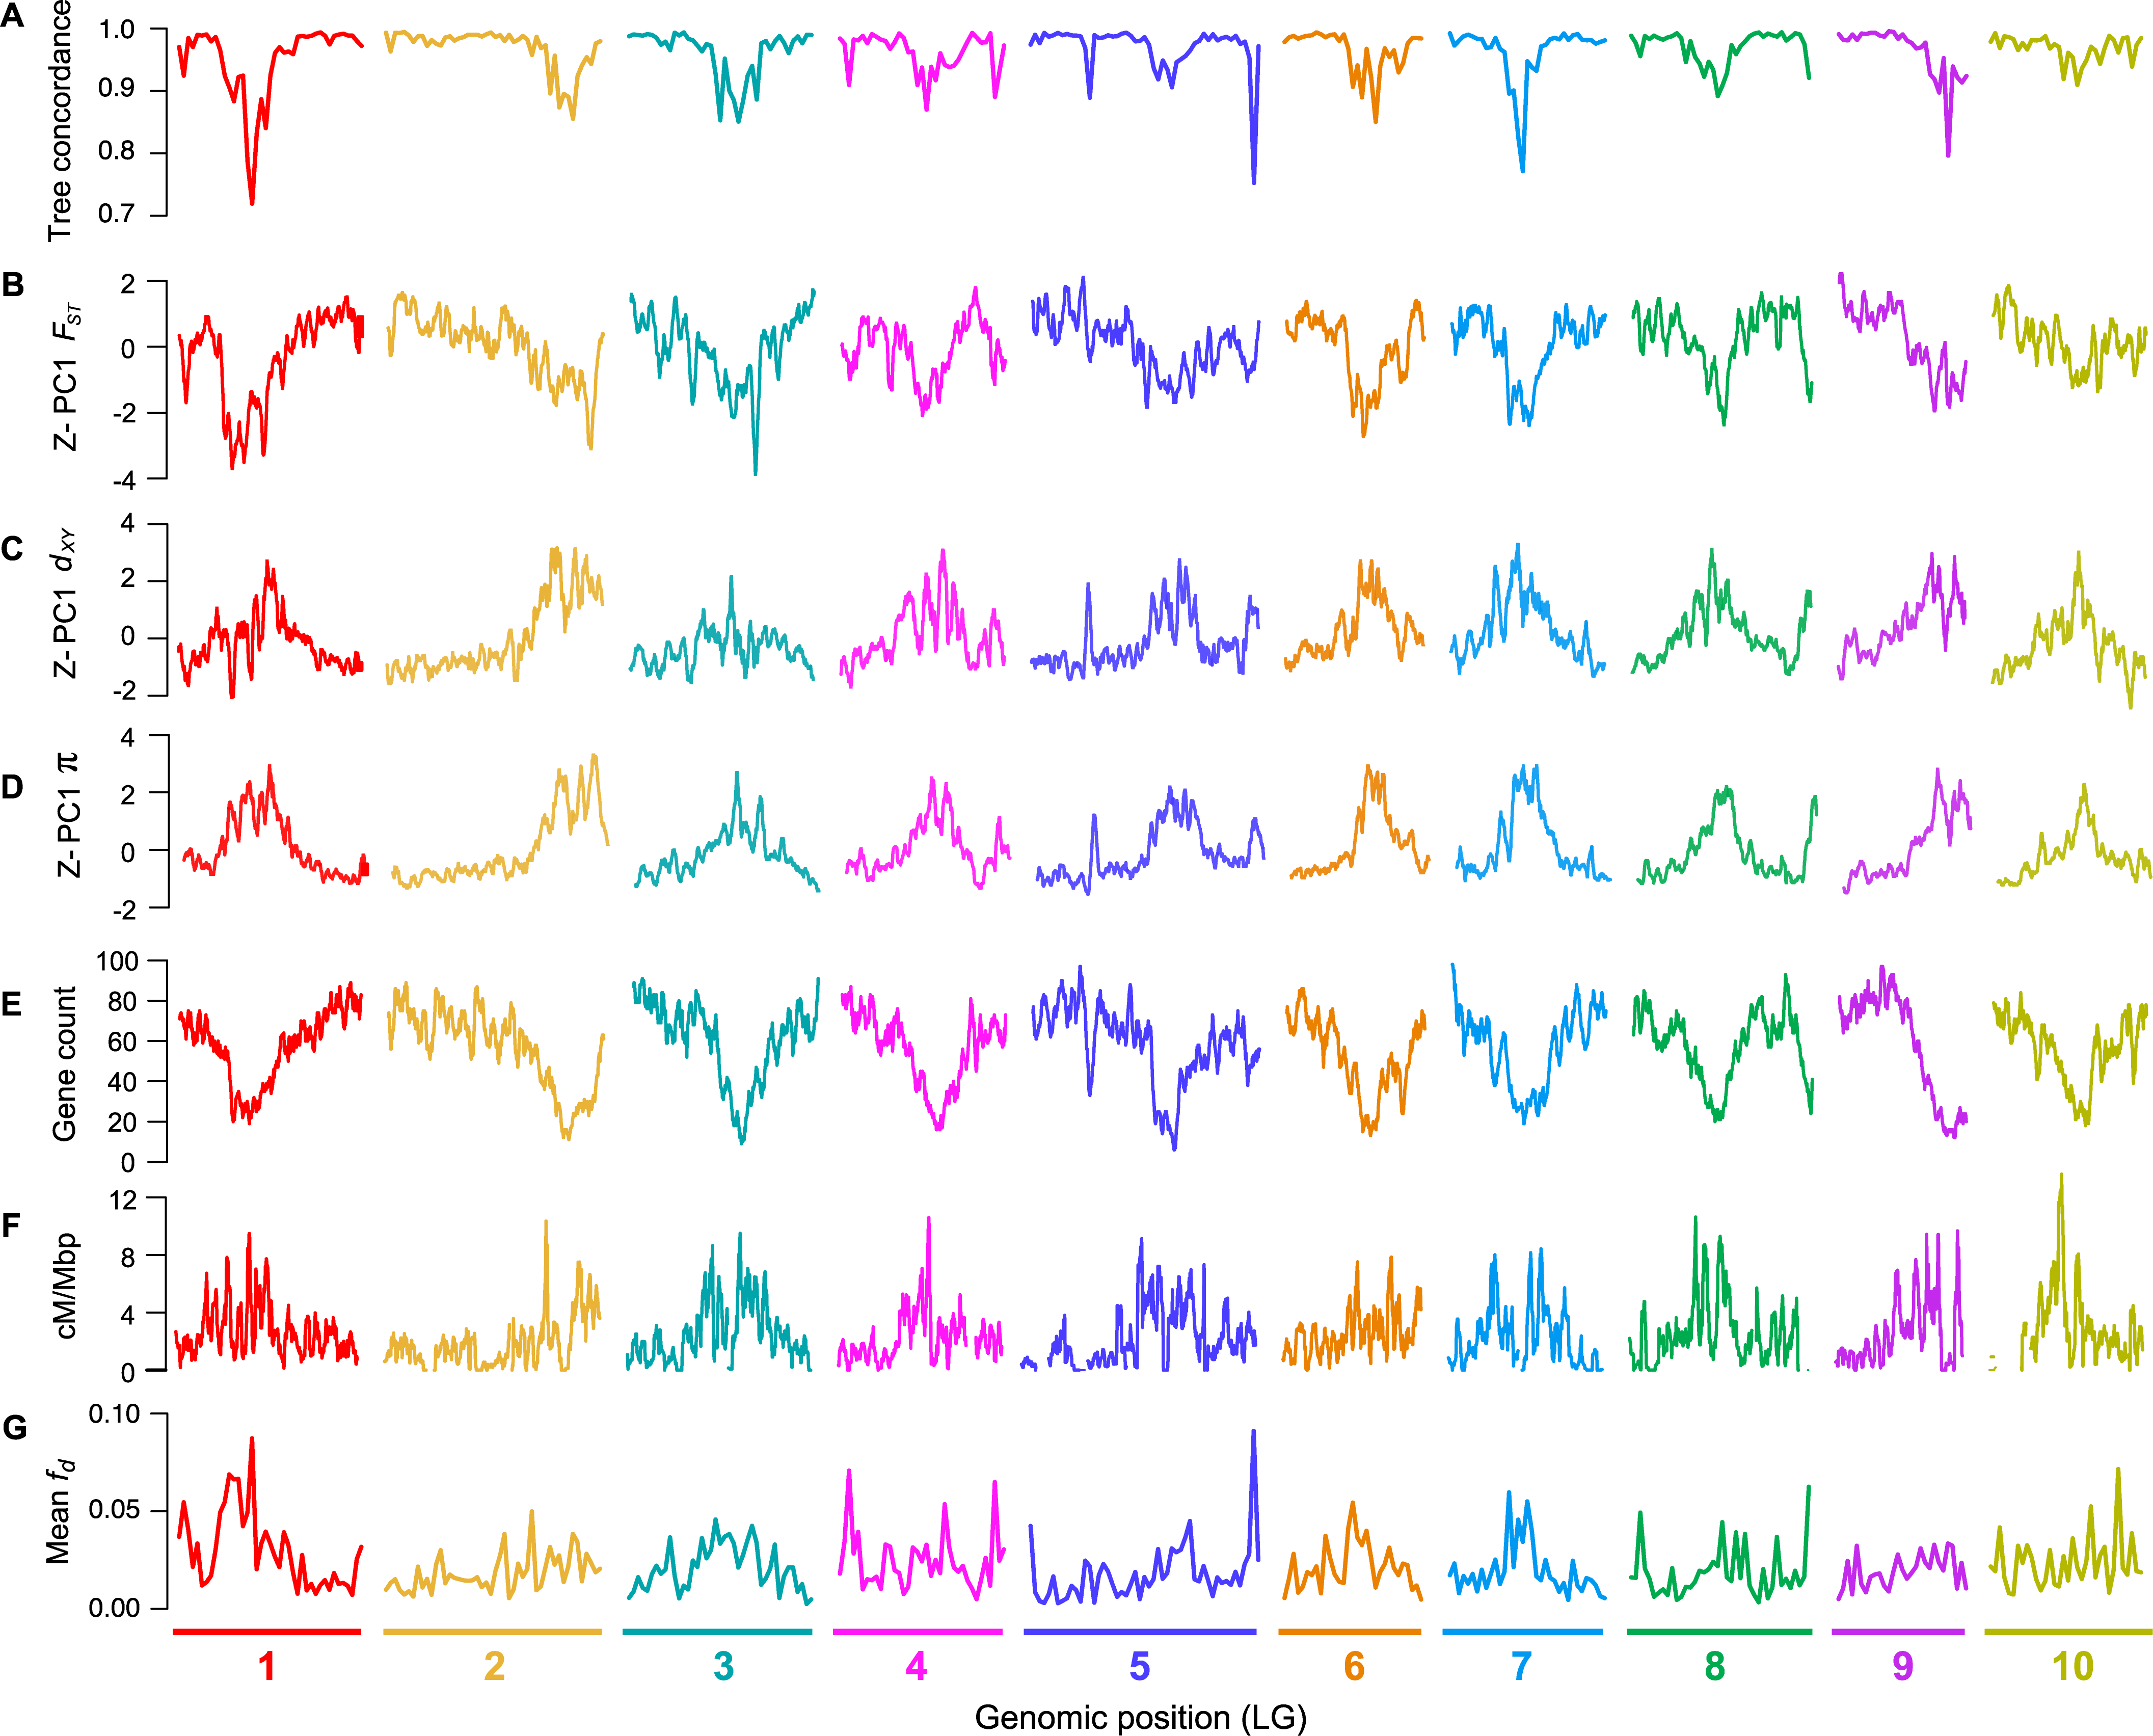 A
Tree concordance
1.0
0.9
0.8
0.7
B
Z- PC1 FST
2
0
-2
-4
C
Z- PC1 dXY
4
2
0
-2
D
Z- PC1 π
4
2
0
-2
E
Gene count
100
80
60
40
20
0
F
cM/Mbp
12
8
4
0
G
Mean fd
0.10
0.05
0.00
1 2 3 4 5 6 7 8 9 10
Genomic position (LG)